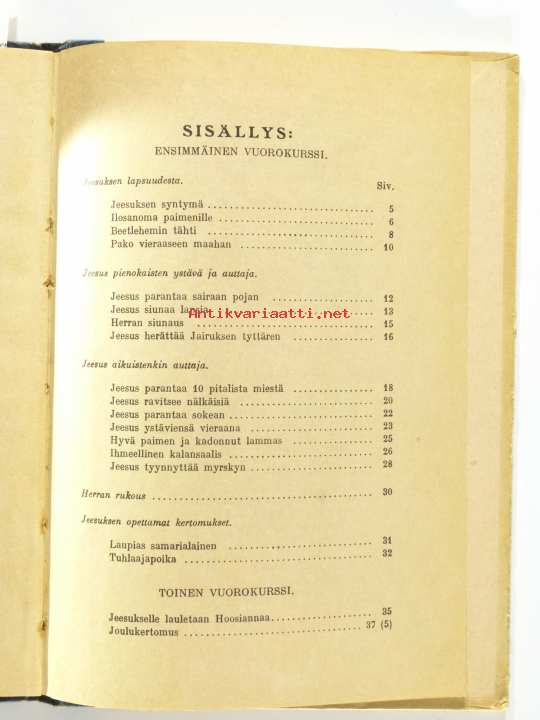 SISÄLLYS:
ENSIMMÄINEN VUOROKURSSI.
Jeesuksen lapsuudesta. Siv.
Jeesuksen syntymä 5
Ilosanoma paimenille 6
Beetlehemin tähti 8
Pako vieraaseen maahan 10
Jeesus pienokaisten ystävä ja auttaja.
Jeesus parantaa sairaan pojan 12
Jeesus siunaa lapsia 13
Antikvariaatti.net
Herran siunaus 15
Jeesus herättää Jairuksen tyttären 16
Jeesus aikuistenkin auttaja.
Jeesus parantaa 10 pitalista miestä 18
Jeesus ravitsee nälkäisiä 20
Jeesus parantaa sokean 22
Jeesus ystäviensä vieraana 23
Hyvä paimen ja kadonnut lammas 25
Ihmeellinen kalansaalis 26
Jeesus tyynnyttää myrskyn 28
Herran rukous 30
Jeesuksen opettamat kertomukset.
Laupias samarialainen 31
Tuhlaajapoika 32
TOINEN VUOROKURSSI.
Jeesukselle lauletaan Hoosiannaa 35
Joulukertomus 37 (5)